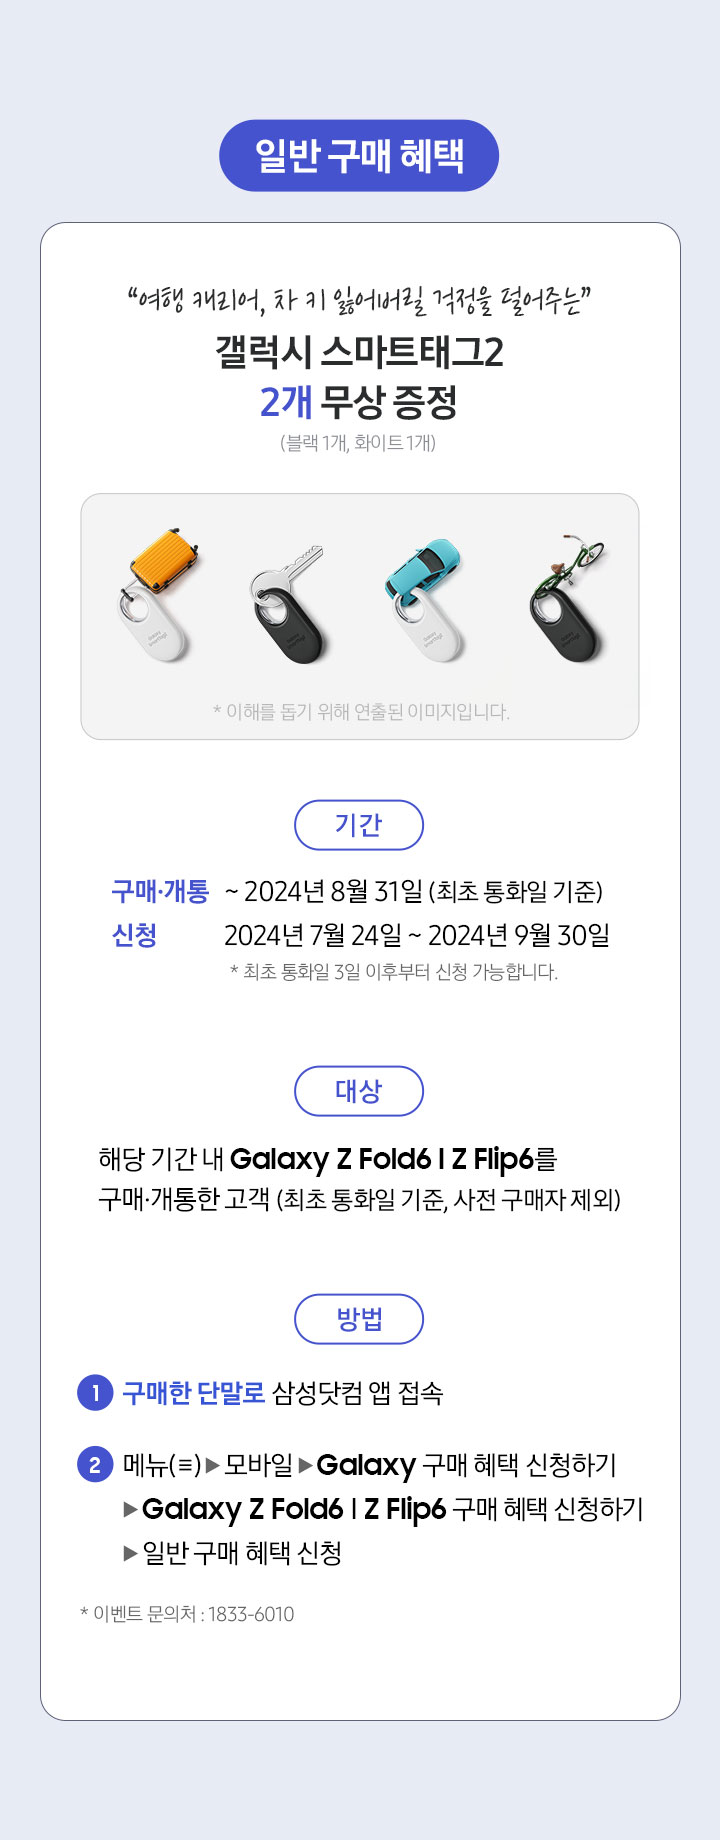 일반 구매 혜택
“여행 캐리어, 차 키 잃어버릴 걱정을 덜어주는”
갤럭시 스마트태그2
2개 무상 증정
(블랙 1개, 화이트 1개)
* 이해를 돕기 위해 연출된 이미지입니다.
기간
구매·개통 ~ 2024년 8월 31일 (최초 통화일 기준)
신청 2024년 7월 24일 ~ 2024년 9월 30일
* 최초 통화일 3일 이후부터 신청 가능합니다.
대상
해당 기간 내 Galaxy Z Fold6 I Z Flip6를
구매·개통한 고객 (최초 통화일 기준, 사전 구매자 제외)
방법
1 구매한 단말로 삼성닷컴 앱 접속
2 메뉴(≡)▶모바일▶Galaxy 구매 혜택 신청하기
▶Galaxy Z Fold6 I Z Flip6 구매 혜택 신청하기
▶일반 구매 혜택 신청
* 이벤트 문의처 : 1833-6010